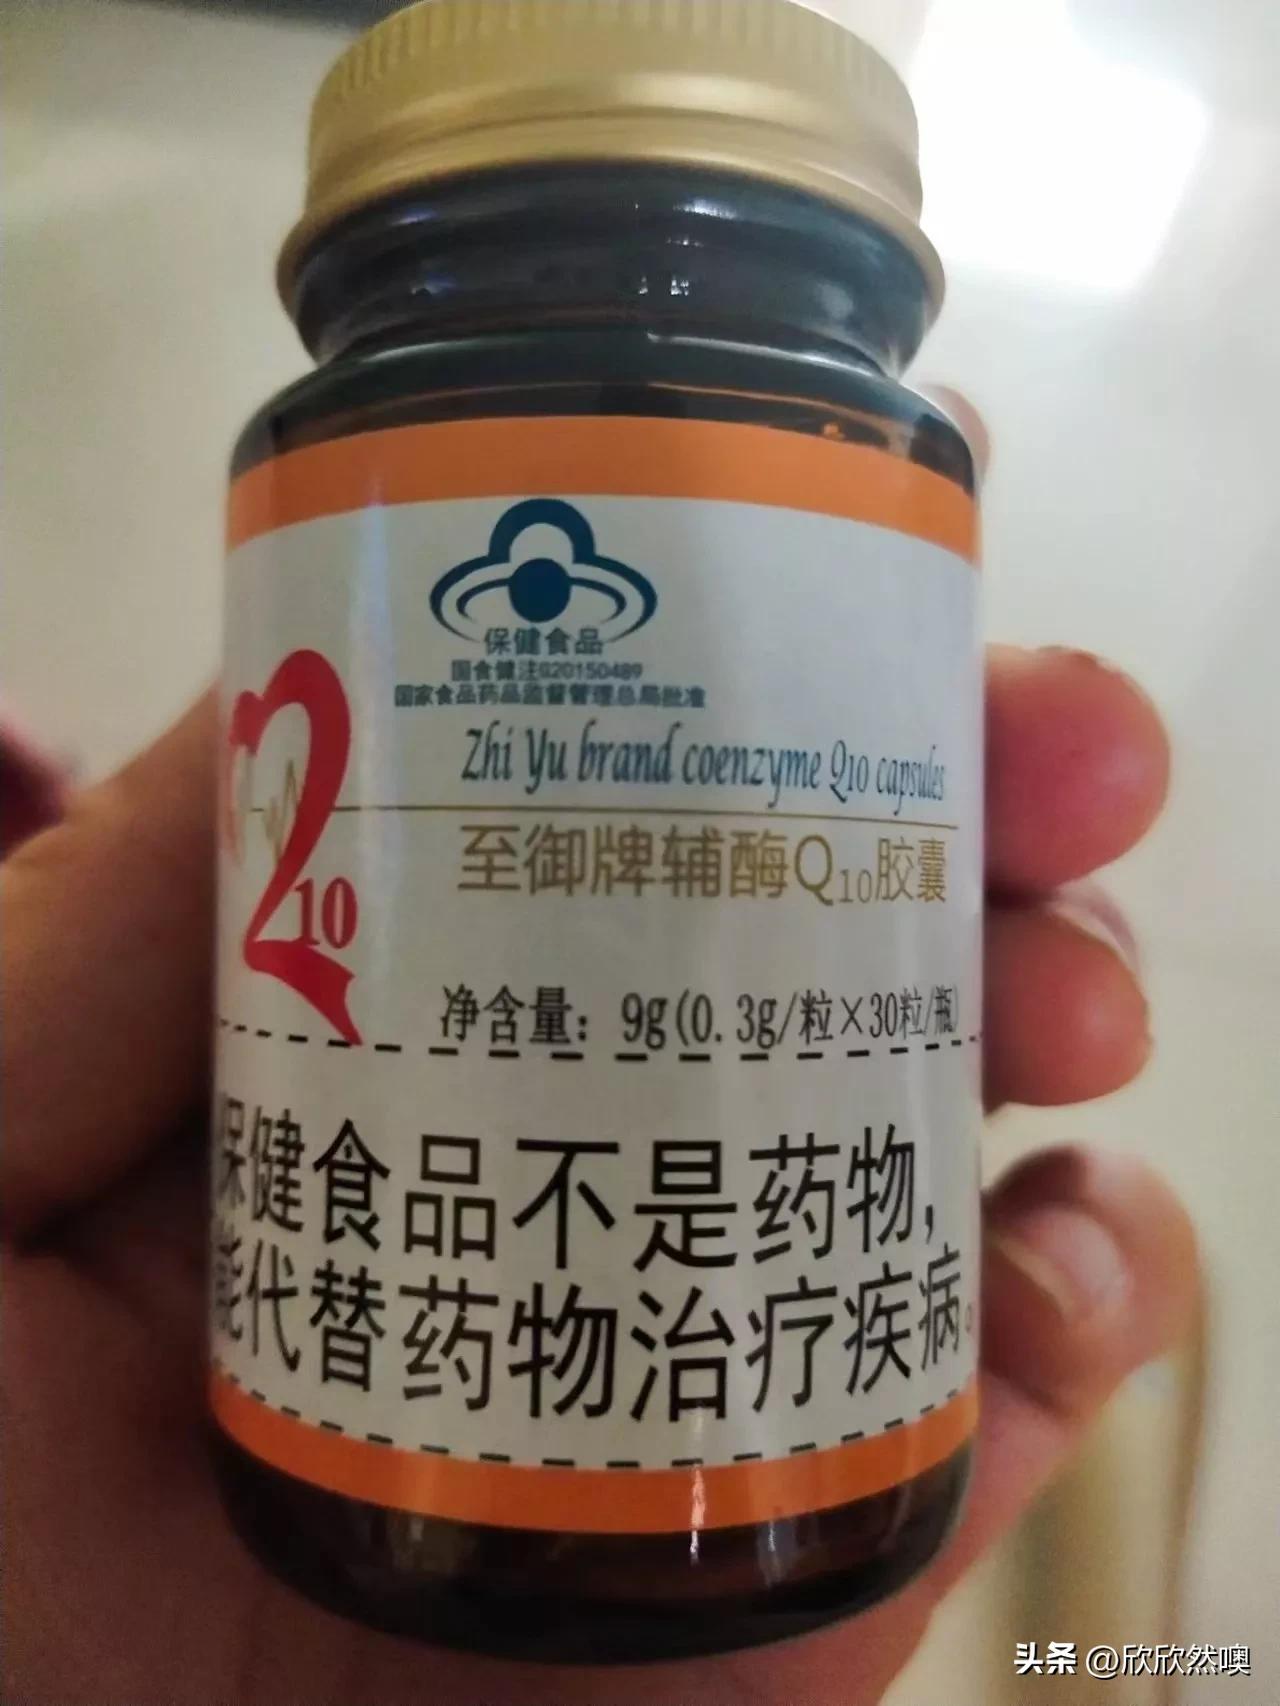 保健食品
国食健注G20150489
国家食品药品监督管理总局批准
Zhi Yu brand coenzyme Q10 capsules
至御牌辅酶Q10胶囊
Q10
净含量：9g(0.3g/粒×30粒/瓶)
保健食品不是药物，
能代替药物治疗疾病。
头条 @欣欣然噢